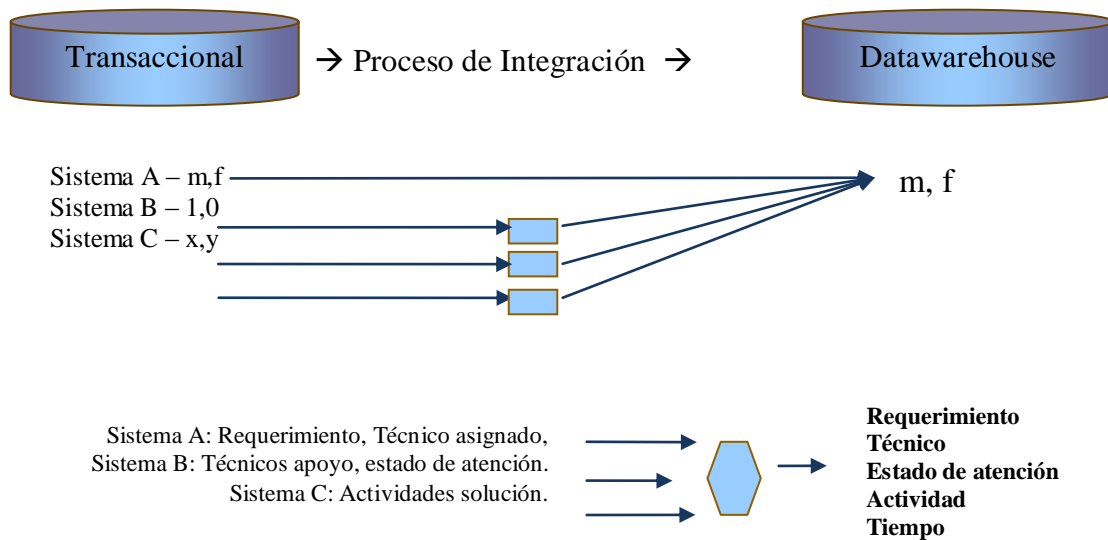 Transaccional → Proceso de Integración → Datawarehouse
Sistema A – m,f
m, f
Sistema B – 1,0
Sistema C – x,y
Sistema A: Requerimiento, Técnico asignado,
Sistema B: Técnicos apoyo, estado de atención.
Sistema C: Actividades solución.
Requerimiento
Técnico
Estado de atención
Actividad
Tiempo